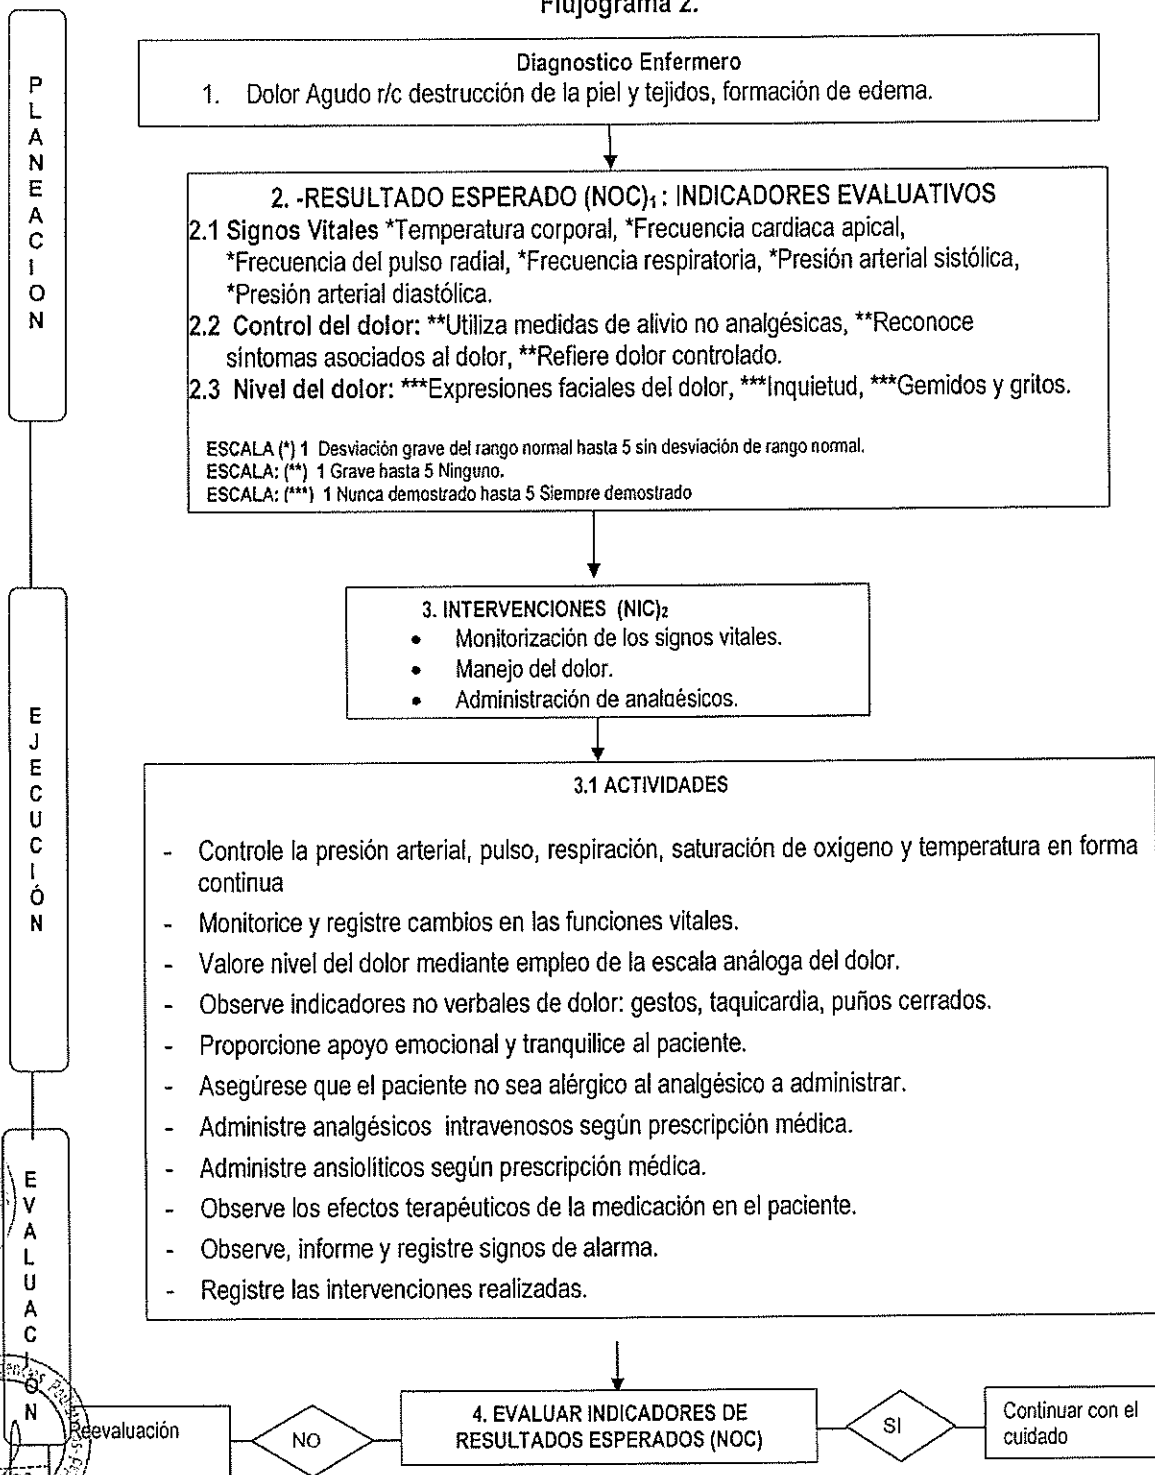 Flujograma 2.
PLANEACION
Diagnostico Enfermero
1. Dolor Agudo r/c destrucción de la piel y tejidos, formación de edema.
2. -RESULTADO ESPERADO (NOC)₁ : INDICADORES EVALUATIVOS
2.1 Signos Vitales *Temperatura corporal, *Frecuencia cardiaca apical,
*Frecuencia del pulso radial, *Frecuencia respiratoria, *Presión arterial sistólica,
*Presión arterial diastólica.
2.2 Control del dolor: **Utiliza medidas de alivio no analgésicas, **Reconoce
síntomas asociados al dolor, **Refiere dolor controlado.
2.3 Nivel del dolor: ***Expresiones faciales del dolor, ***Inquietud, ***Gemidos y gritos.
ESCALA (*) 1 Desviación grave del rango normal hasta 5 sin desviación de rango normal.
ESCALA: (**) 1 Grave hasta 5 Ninguno.
ESCALA: (***) 1 Nunca demostrado hasta 5 Siempre demostrado
EJECUCIÓN
3. INTERVENCIONES (NIC)₂
• Monitorización de los signos vitales.
• Manejo del dolor.
• Administración de analgésicos.
3.1 ACTIVIDADES
- Controle la presión arterial, pulso, respiración, saturación de oxígeno y temperatura en forma
continua
- Monitorice y registre cambios en las funciones vitales.
- Valore nivel del dolor mediante empleo de la escala análoga del dolor.
- Observe indicadores no verbales de dolor: gestos, taquicardia, puños cerrados.
- Proporcione apoyo emocional y tranquilice al paciente.
- Asegúrese que el paciente no sea alérgico al analgésico a administrar.
- Administre analgésicos intravenosos según prescripción médica.
- Administre ansiolíticos según prescripción médica.
- Observe los efectos terapéuticos de la medicación en el paciente.
- Observe, informe y registre signos de alarma.
- Registre las intervenciones realizadas.
EVALUACION
Reevaluación
NO
4. EVALUAR INDICADORES DE
RESULTADOS ESPERADOS (NOC)
SI
Continuar con el
cuidado